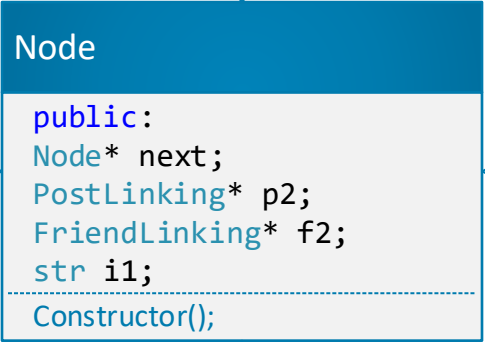 Node
public:
Node* next;
PostLinking* p2;
FriendLinking* f2;
str i1;
Constructor();